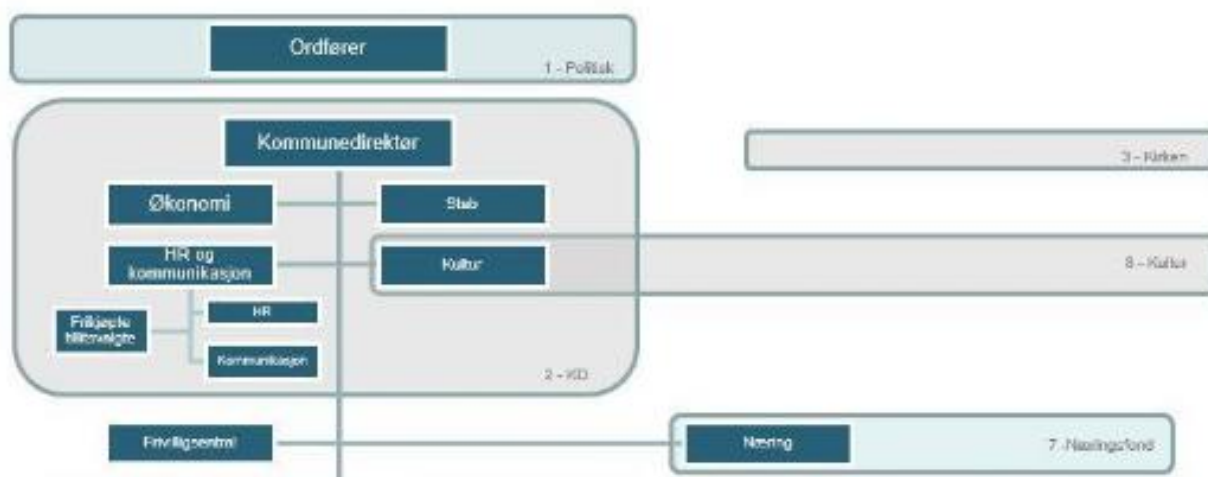 Ordfører
1 - Politisk
Kommunedirektør
3 - Kirken
Økonomi
Stab
HR og
kommunikasjon
Kultur
8 - Kultur
HR
Frikjøpte
tillitsvalgte
Kommunikasjon
2 - KD
Frivilligsentral
Næring
7 -Næringsfond